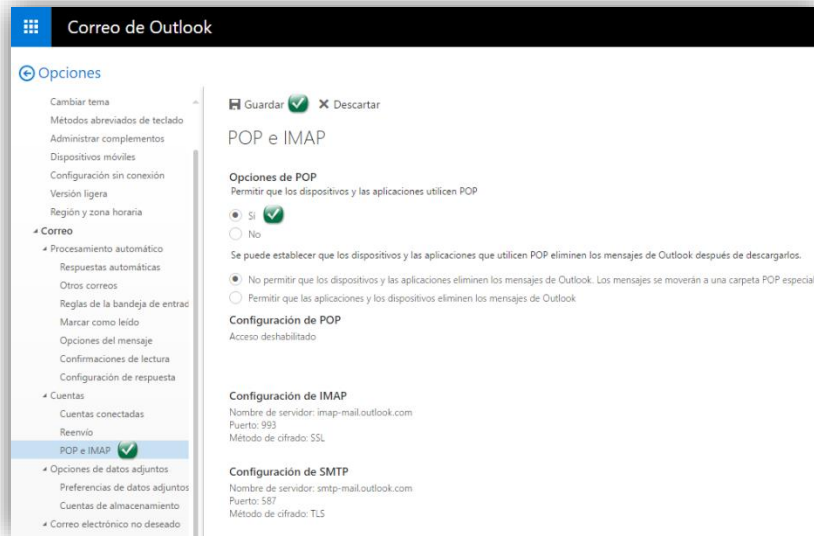 Correo de Outlook
Opciones
Cambiar tema
Métodos abreviados de teclado
Administrar complementos
Dispositivos móviles
Configuración sin conexión
Versión ligera
Región y zona horaria
Correo
Procesamiento automático
Respuestas automáticas
Otros correos
Reglas de la bandeja de entrad
Marcar como leído
Opciones del mensaje
Confirmaciones de lectura
Configuración de respuesta
Cuentas
Cuentas conectadas
Reenvío
POP e IMAP
Opciones de datos adjuntos
Preferencias de datos adjuntos
Cuentas de almacenamiento
Correo electrónico no deseado
Guardar Descartar
POP e IMAP
Opciones de POP
Permitir que los dispositivos y las aplicaciones utilicen POP
Sí
No
Se puede establecer que los dispositivos y las aplicaciones que utilicen POP eliminen los mensajes de Outlook después de descargarlos.
No permitir que los dispositivos y las aplicaciones eliminen los mensajes de Outlook. Los mensajes se moverán a una carpeta POP especial
Permitir que las aplicaciones y los dispositivos eliminen los mensajes de Outlook
Configuración de POP
Acceso deshabilitado
Configuración de IMAP
Nombre de servidor: imap-mail.outlook.com
Puerto: 993
Método de cifrado: SSL
Configuración de SMTP
Nombre de servidor: smtp-mail.outlook.com
Puerto: 587
Método de cifrado: TLS